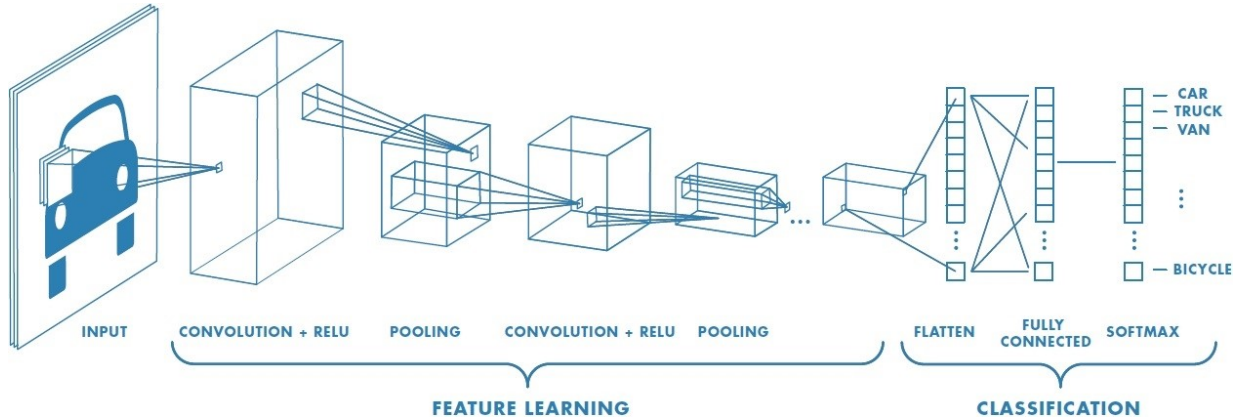 CAR
TRUCK
VAN
BICYCLE
INPUT
CONVOLUTION + RELU
POOLING
CONVOLUTION + RELU
POOLING
FLATTEN
FULLY
CONNECTED
SOFTMAX
FEATURE LEARNING
CLASSIFICATION